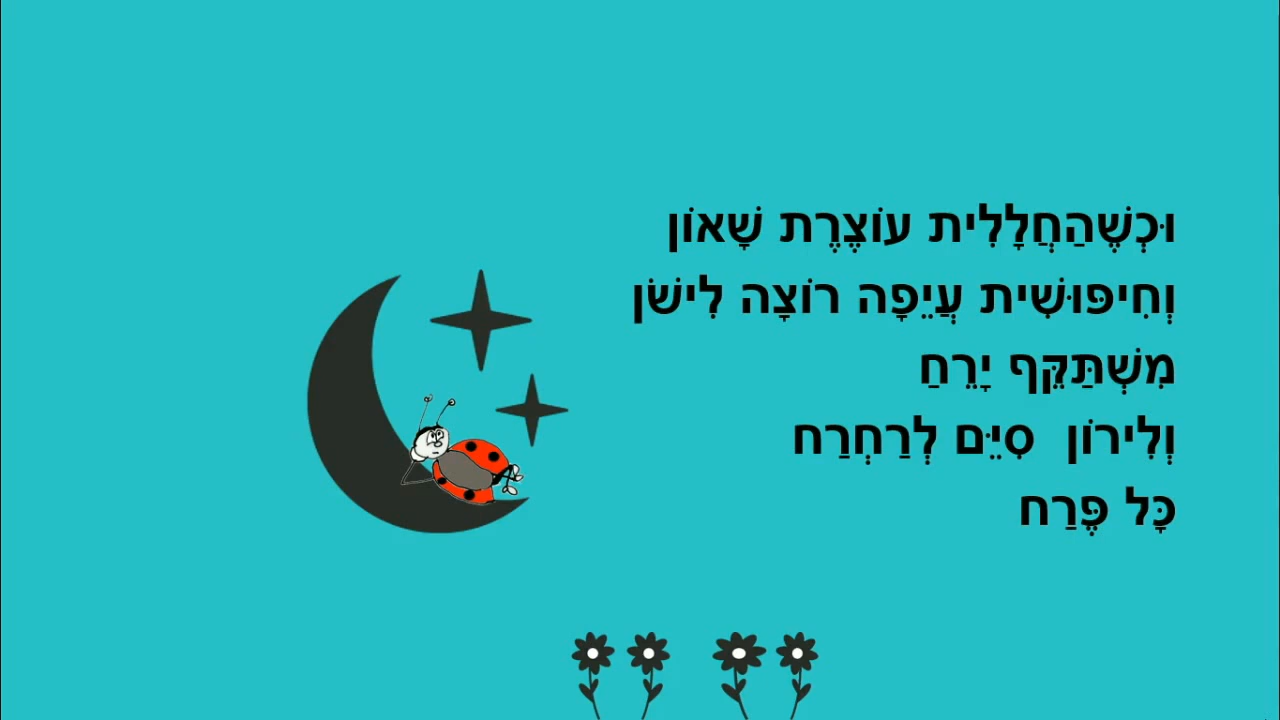 וּכְשֶׁהַחֲלָלִית עוֹצֶרֶת שָׁאוֹן
וְחִיפּוּשִׁית עֲיֵפָה רוֹצָה לִישֹׁן
מִשְׁתַּקֵּף יָרֵחַ
וְלִירוֹן סִיֵּם לְרַחְרַח
כָּל פֶּרַח